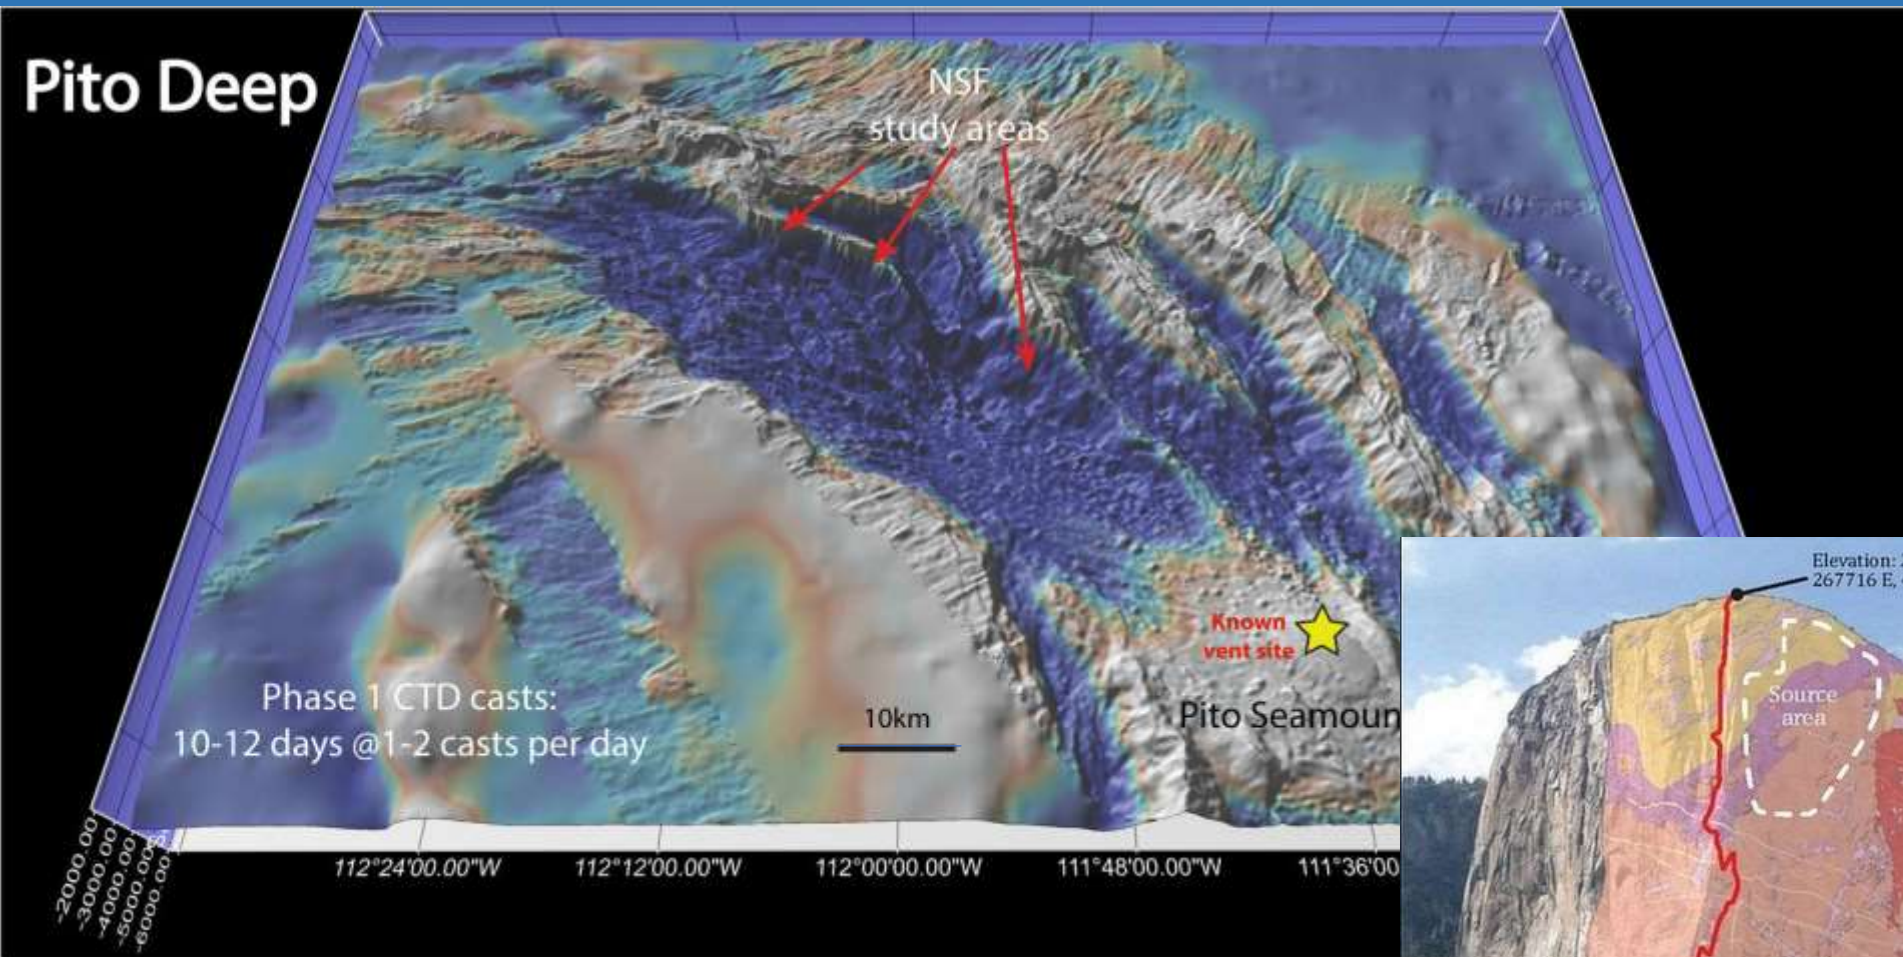 Pito Deep
NSF
study areas
Known
vent site
Pito Seamoun
Phase 1 CTD casts:
10-12 days @1-2 casts per day
10km
-2000.00
-3000.00
-4000.00
-5000.00
-6000.00
112°24'00.00"W
112°12'00.00"W
112°00'00.00"W
111°48'00.00"W
111°36'00
Elevation:
267716 E,
Source
area